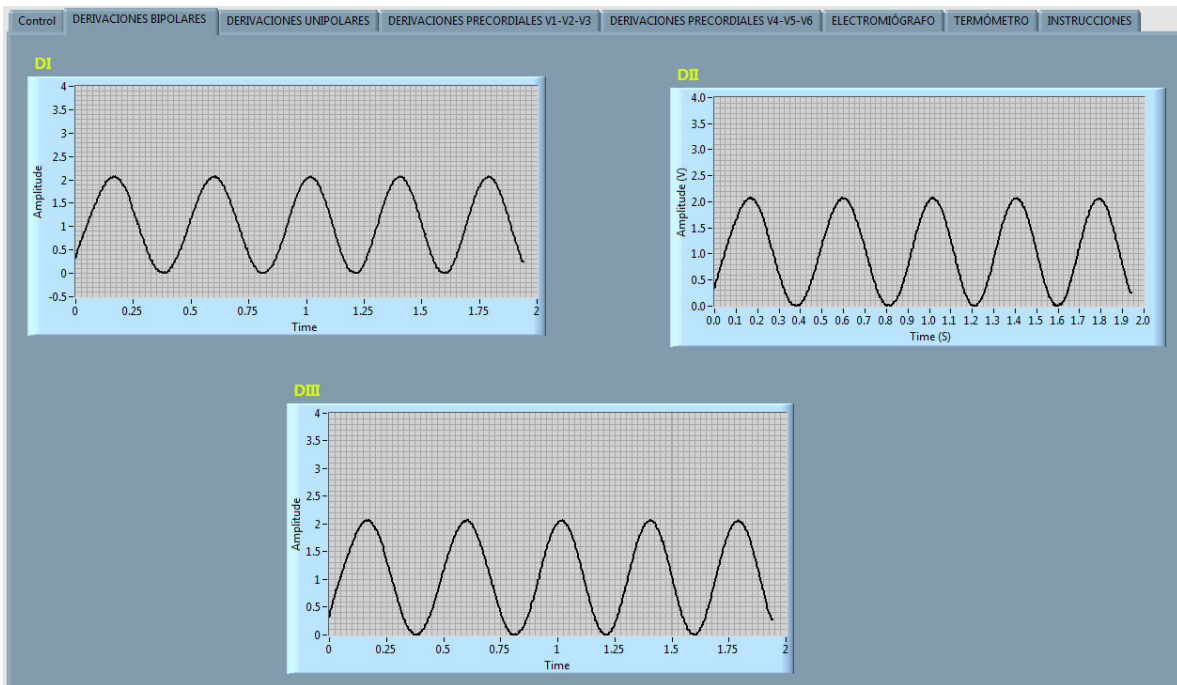 Control DERIVACIONES BIPOLARES DERIVACIONES UNIPOLARES DERIVACIONES PRECORDIALES V1-V2-V3 DERIVACIONES PRECORDIALES V4-V5-V6 ELECTROMIÓGRAFO TERMÓMETRO INSTRUCCIONES
DI
4
3.5
3
2.5
2
1.5
1
0.5
0
-0.5
Amplitude
0 0.25 0.5 0.75 1 1.25 1.5 1.75 2
Time
DII
4.0
3.5
3.0
2.5
2.0
1.5
1.0
0.5
0.0
Amplitude (V)
0.0 0.1 0.2 0.3 0.4 0.5 0.6 0.7 0.8 0.9 1.0 1.1 1.2 1.3 1.4 1.5 1.6 1.7 1.8 1.9 2.0
Time (S)
DIII
4
3.5
3
2.5
2
1.5
1
0.5
0
Amplitude
0 0.25 0.5 0.75 1 1.25 1.5 1.75 2
Time